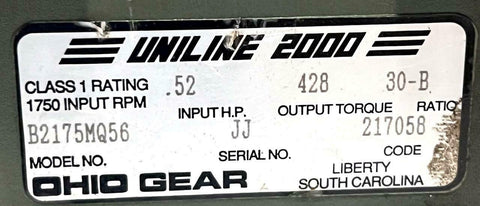 UNILINE 2000
CLASS 1 RATING .52 428 30-B
1750 INPUT RPM INPUT H.P. OUTPUT TORQUE RATIO
B2175MQ56 JJ 217058
MODEL NO. SERIAL NO. CODE
OHIO GEAR LIBERTY
SOUTH CAROLINA